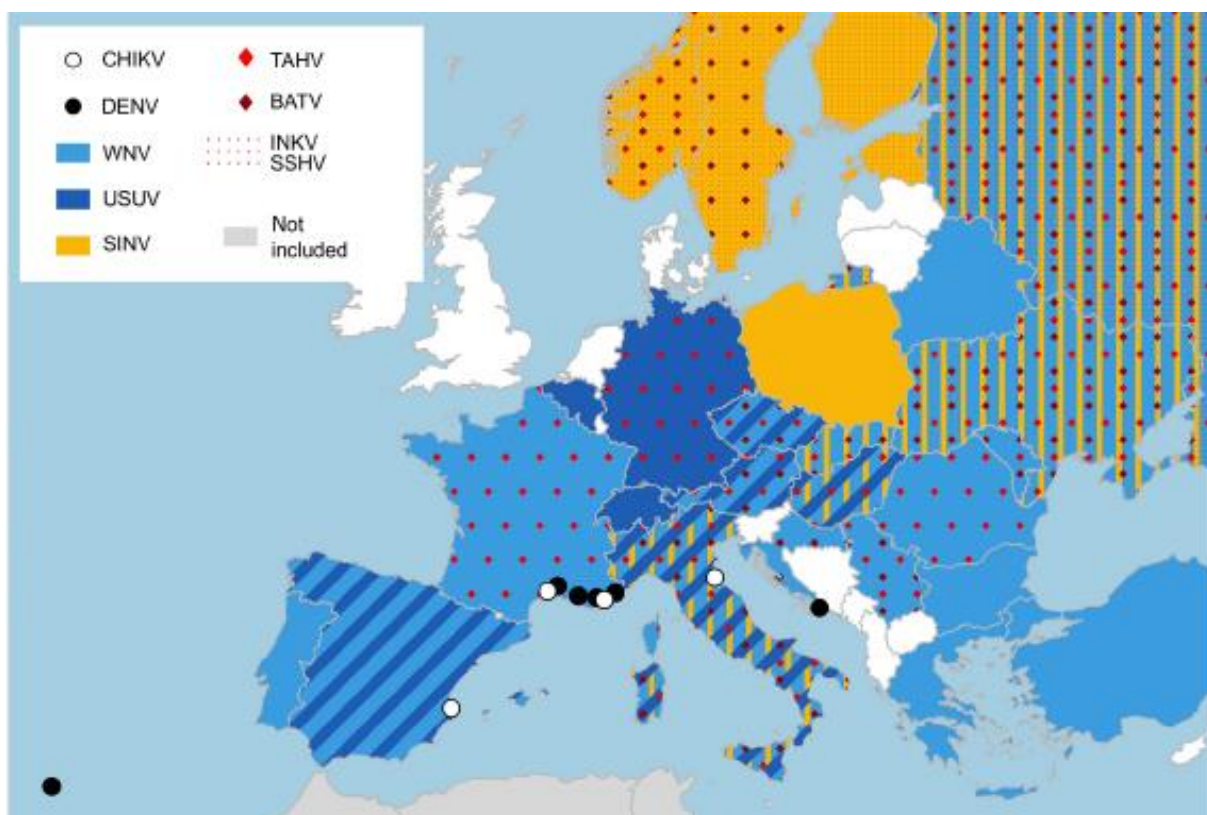 CHIKV
DENV
WNV
USUV
SINV
TAHV
BATV
INKV
SSHV
Not
included